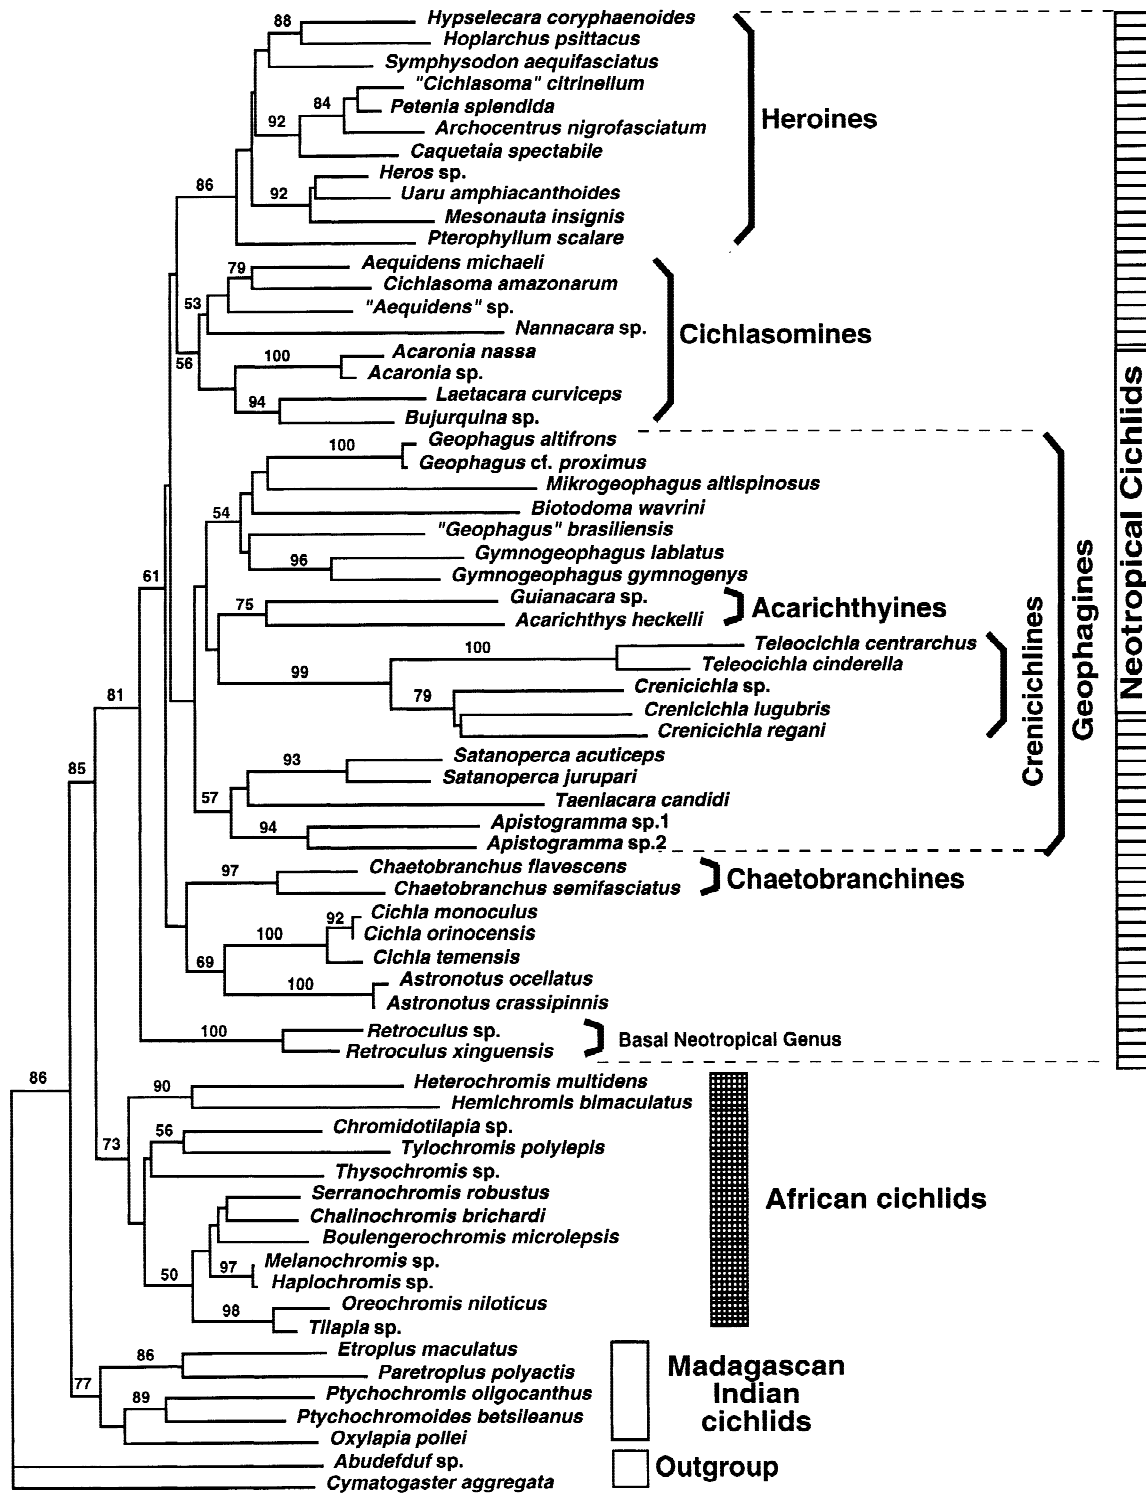 88
Hypselecara coryphaenoides
Hoplarchus psittacus
Symphysodon aequifasciatus
"Cichlasoma" citrinellum
84
Petenia splendida
92
Archocentrus nigrofasciatum
Heroines
Caquetaia spectabile
Heros sp.
86
92
Uaru amphiacanthoides
Mesonauta insignis
Pterophyllum scalare
79
Aequidens michaeli
Cichlasoma amazonarum
53
"Aequidens" sp.
Nannacara sp.
Cichlasomines
56
100
Acaronia nassa
Acaronia sp.
94
Laetacara curviceps
Bujurquina sp.
100
Geophagus altifrons
Geophagus cf. proximus
Mikrogeophagus altispinosus
54
Biotodoma wavrini
"Geophagus" brasiliensis
96
Gymnogeophagus labiatus
Gymnogeophagus gymnogenys
61
75
Guianacara sp.
Acarichthyines
Acarichthys heckelli
100
Teleocichla centrarchus
99
Teleocichla cinderella
79
Crenicichla sp.
81
Crenicichla lugubris
Crenicichla regani
Crenicichlines
Geophagines
Neotropical Cichlids
93
Satanoperca acuticeps
85
Satanoperca jurupari
57
Taeniacara candidi
94
Apistogramma sp.1
Apistogramma sp.2
97
Chaetobranchus flavescens
Chaetobranchines
Chaetobranchus semifasciatus
92
Cichla monoculus
100
Cichla orinocensis
69
Cichla temensis
100
Astronotus ocellatus
Astronotus crassipinnis
100
Retroculus sp.
Basal Neotropical Genus
Retroculus xinguensis
86
90
Heterochromis multidens
Hemichromis bimaculatus
73
56
Chromidotilapia sp.
Tylochromis polylepis
Thysochromis sp.
African cichlids
Serranochromis robustus
Chalinochromis brichardi
Boulengerochromis microlepsis
50
97
Melanochromis sp.
Haplochromis sp.
98
Oreochromis niloticus
Tilapia sp.
86
Etroplus maculatus
Paretroplus polyactis
77
89
Ptychochromis oligocanthus
Ptychochromoides betsileanus
Oxylapia pollei
Madagascan
Indian
cichlids
Abudefduf sp.
Outgroup
Cymatogaster aggregata